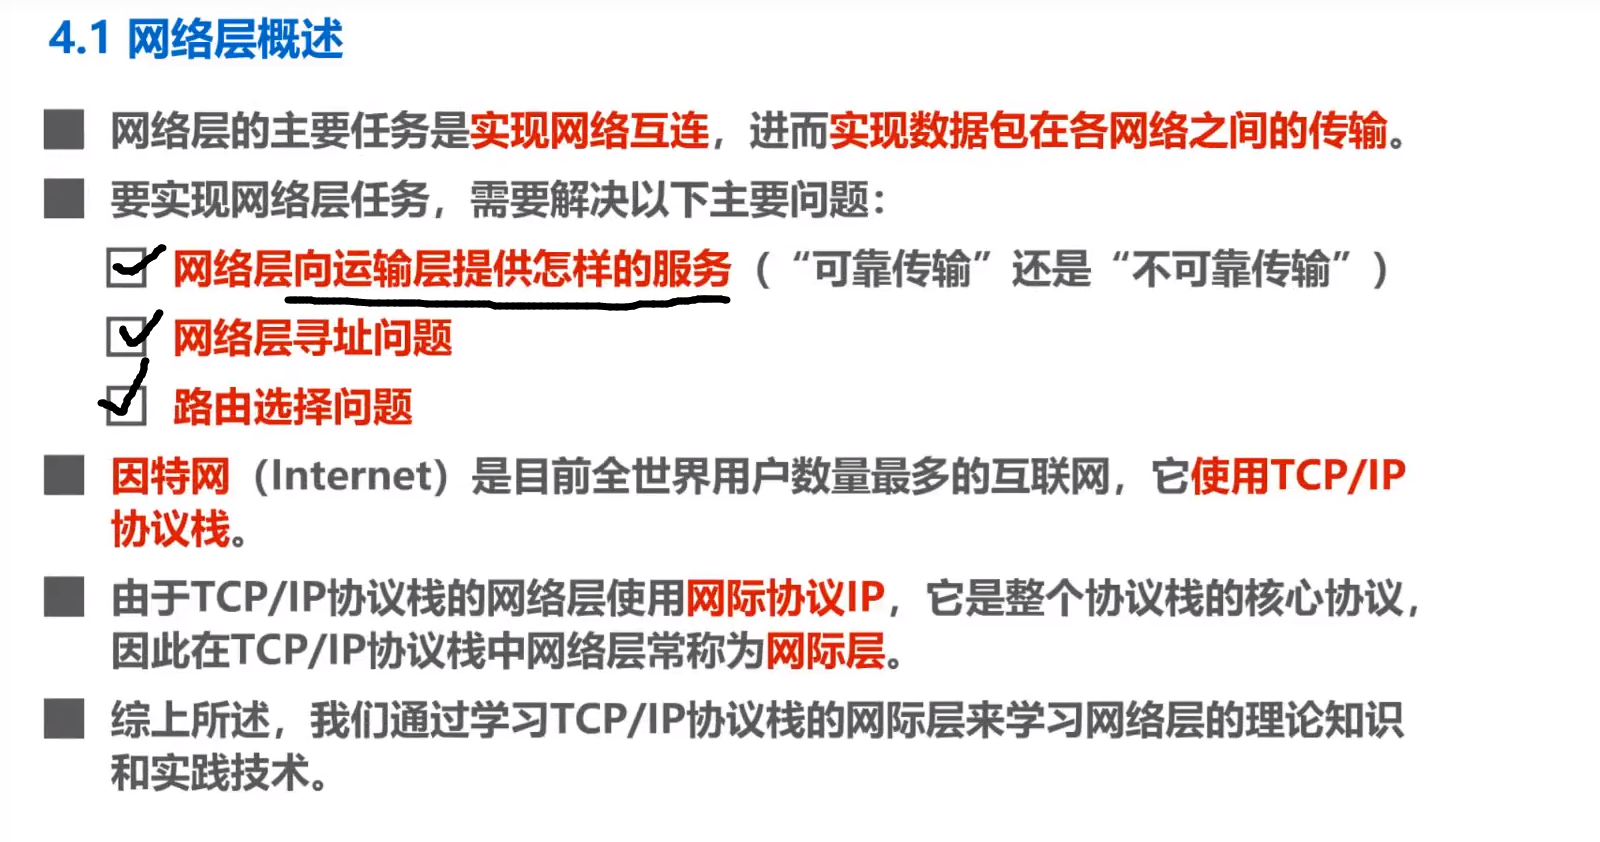 4.1 网络层概述
网络层的主要任务是实现网络互连，进而实现数据包在各网络之间的传输。
要实现网络层任务，需要解决以下主要问题：
网络层向运输层提供怎样的服务（“可靠传输”还是“不可靠传输”）
网络层寻址问题
路由选择问题
因特网（Internet）是目前全世界用户数量最多的互联网，它使用TCP/IP
协议栈。
由于TCP/IP协议栈的网络层使用网际协议IP，它是整个协议栈的核心协议，
因此在TCP/IP协议栈中网络层常称为网际层。
综上所述，我们通过学习TCP/IP协议栈的网际层来学习网络层的理论知识
和实践技术。